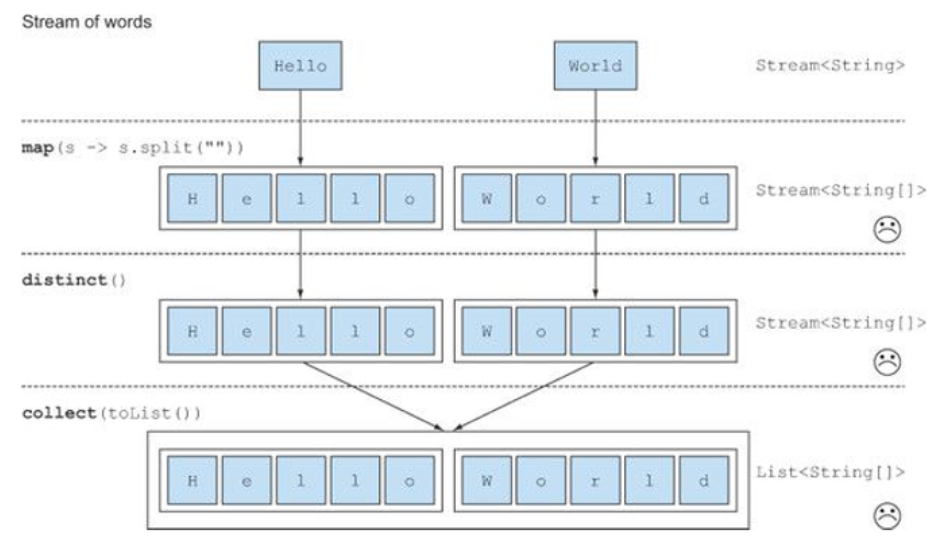 Stream of words
Hello World Stream<String>
map(s -> s.split(""))
H e l l o W o r l d Stream<String[]>
distinct()
H e l l o W o r l d Stream<String[]>
collect(toList())
H e l l o W o r l d List<String[]>